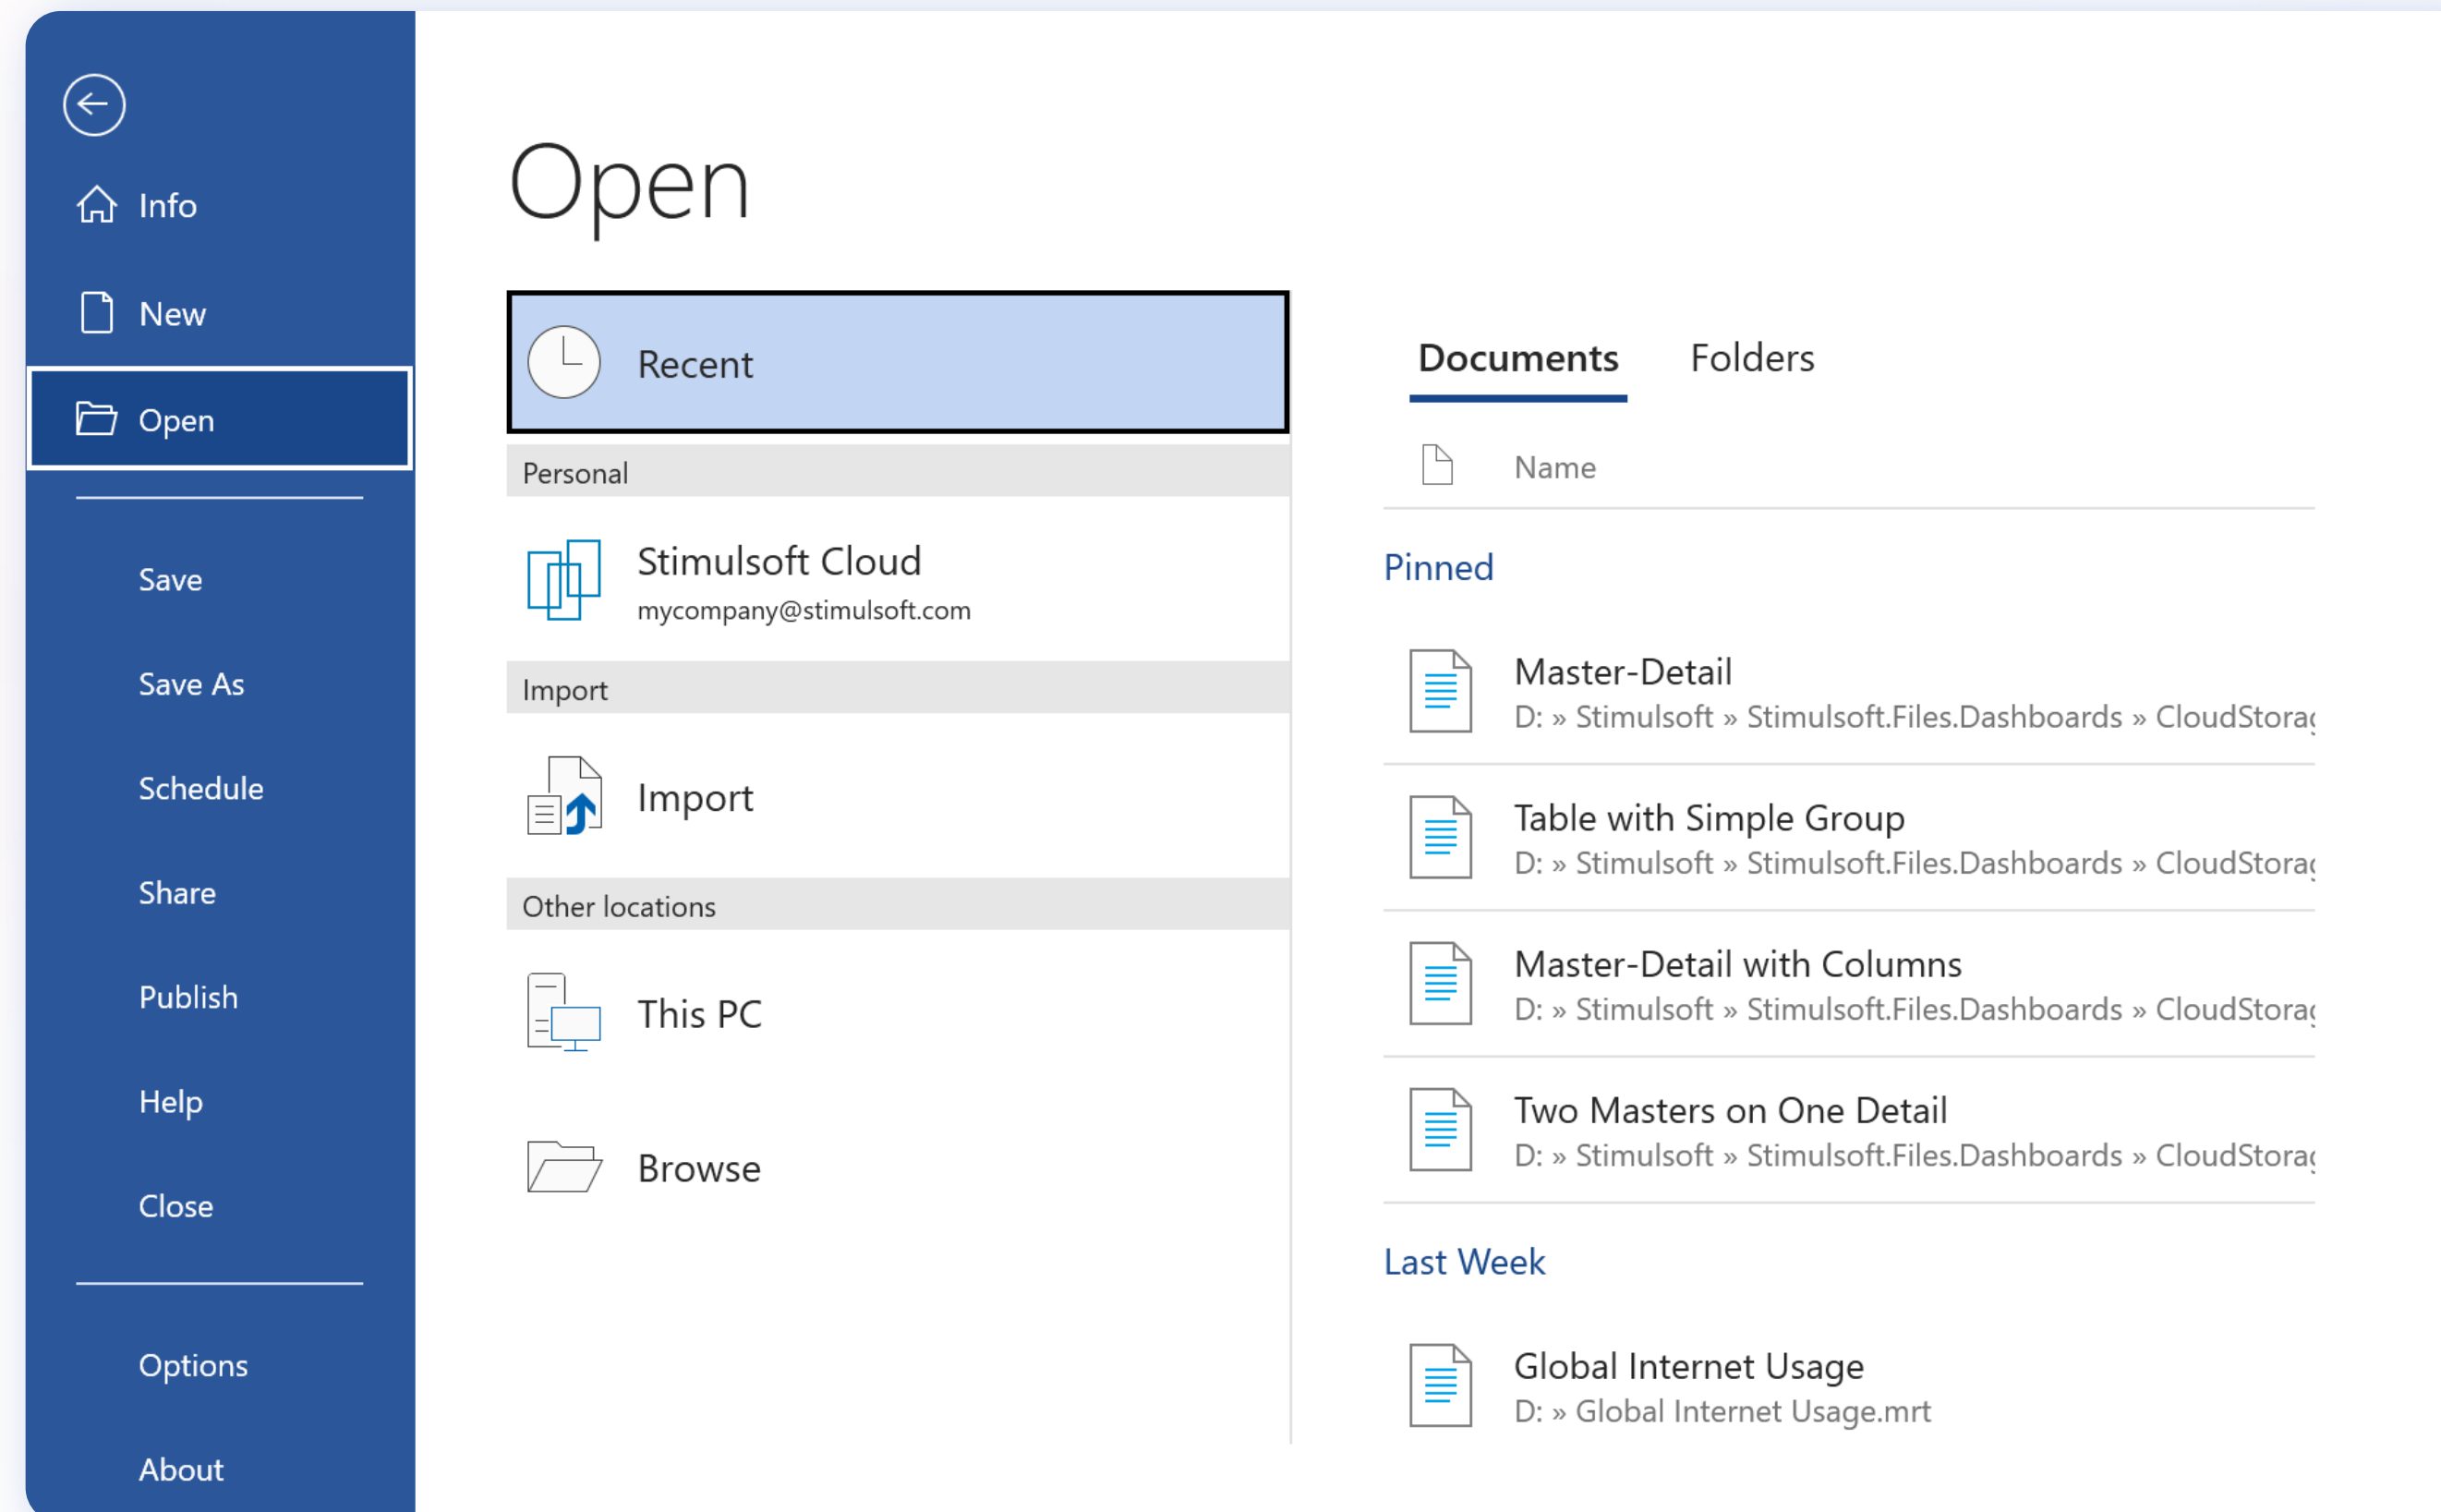 Info
New
Open
Save
Save As
Schedule
Share
Publish
Help
Close
Options
About
Open
Recent
Personal
Stimulsoft Cloud
mycompany@stimulsoft.com
Import
Import
Other locations
This PC
Browse
Documents Folders
Name
Pinned
Master-Detail
D: » Stimulsoft » Stimulsoft.Files.Dashboards »
Table with Simple Group
D: » Stimulsoft » Stimulsoft.Files.Dashboards »
Master-Detail with Columns
D: » Stimulsoft » Stimulsoft.Files.Dashboards »
Two Masters on One Detail
D: » Stimulsoft » Stimulsoft.Files.Dashboards »
Last Week
Global Internet Usage
D: » Global Internet Usage.mrt